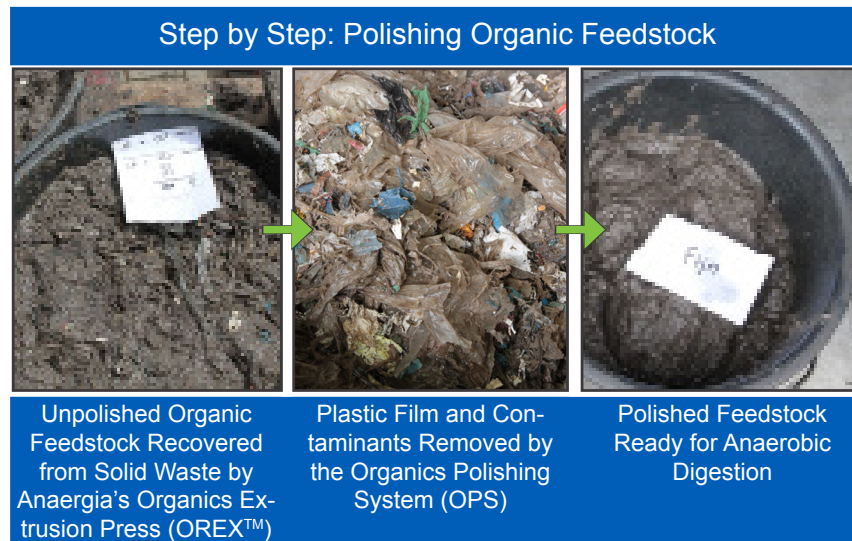 Step by Step: Polishing Organic Feedstock
Unpolished Organic
Feedstock Recovered
from Solid Waste by
Anaergia's Organics Ex-
trusion Press (OREX™)
Plastic Film and Con-
taminants Removed by
the Organics Polishing
System (OPS)
Polished Feedstock
Ready for Anaerobic
Digestion